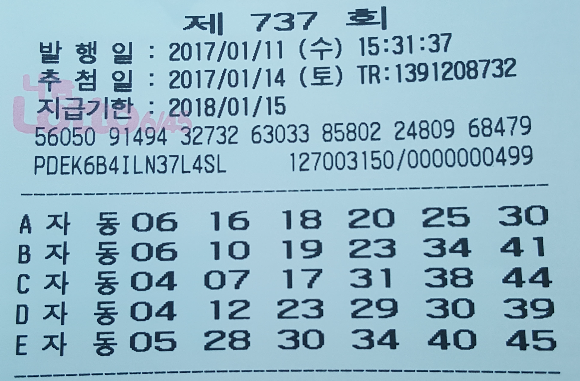 제 737 회
발 행 일 : 2017/01/11 (수) 15:31:37
추 첨 일 : 2017/01/14 (토) TR:1391208732
지급기한 : 2018/01/15
Lotto 6/45
56050 91494 32732 63033 85802 24809 68479
PDEK6B4ILN37L4SL 127003150/0000000499
A 자 동 06 16 18 20 25 30
B 자 동 06 10 19 23 34 41
C 자 동 04 07 17 31 38 44
D 자 동 04 12 23 29 30 39
E 자 동 05 28 30 34 40 45